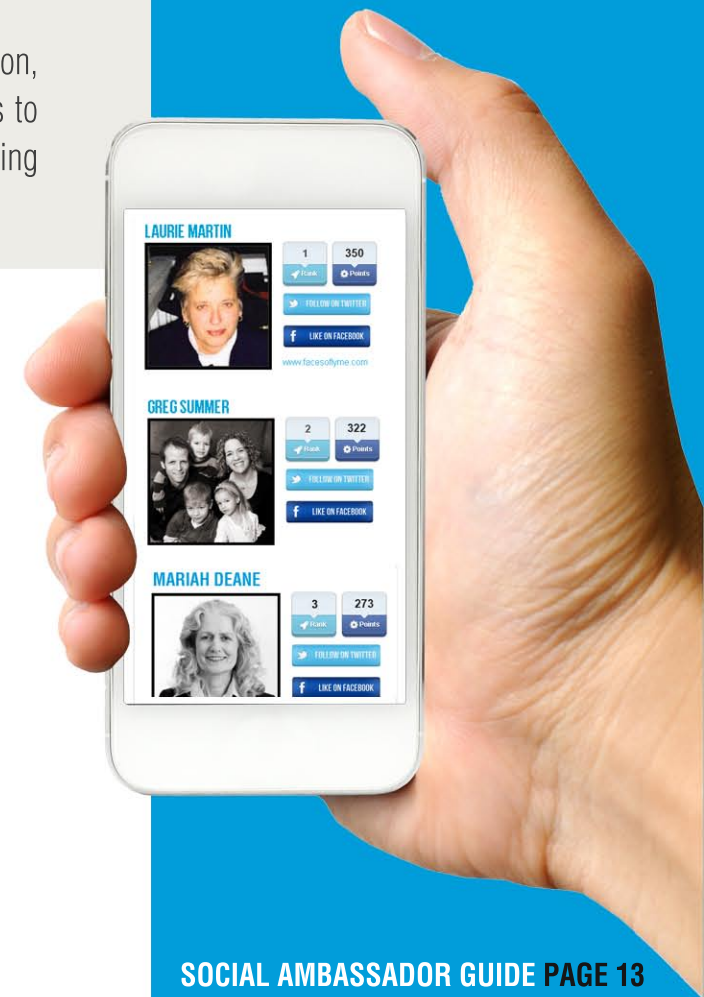 on,
s to
ing
LAURIE MARTIN
1 350
Rank Points
FOLLOW ON TWITTER
LIKE ON FACEBOOK
www.facesoflyme.com
GREG SUMMER
2 322
Rank Points
FOLLOW ON TWITTER
LIKE ON FACEBOOK
MARIAH DEANE
3 273
Rank Points
FOLLOW ON TWITTER
LIKE ON FACEBOOK
SOCIAL AMBASSADOR GUIDE PAGE 13